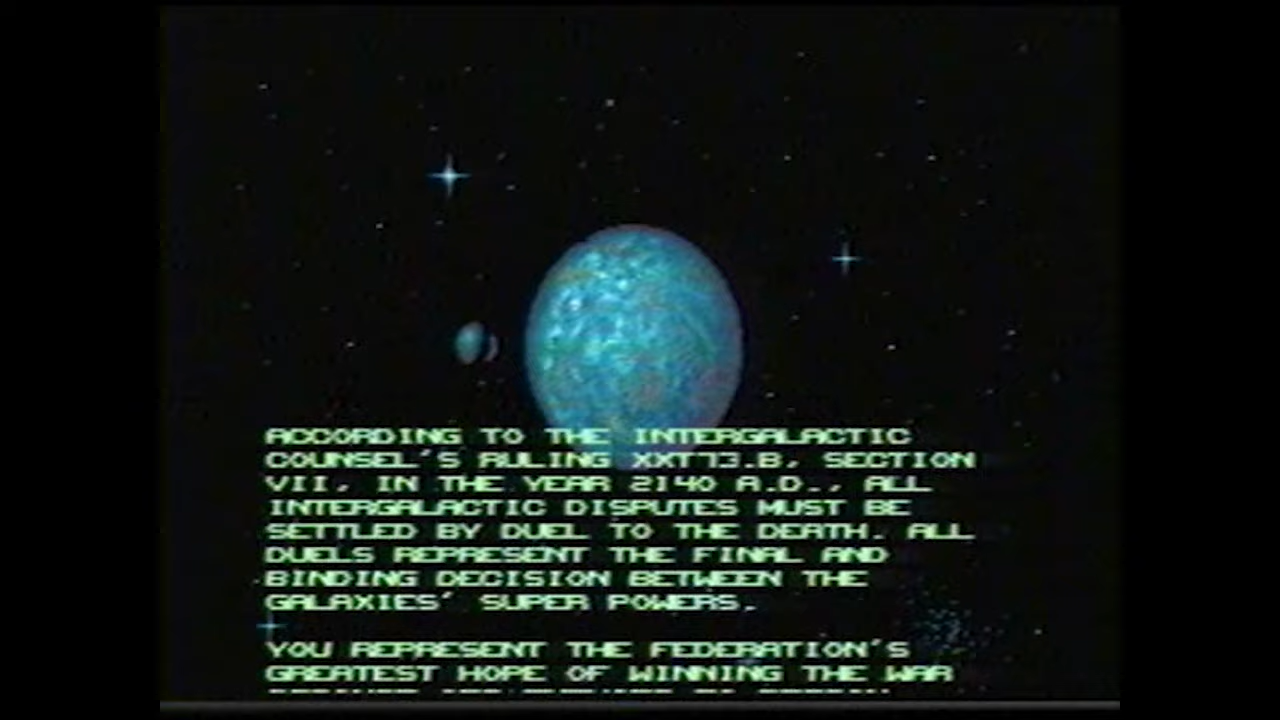 ACCORDING TO THE INTERGALACTIC
COUNSEL'S RULING XXT73.B, SECTION
VII, IN THE YEAR 2140 A.D., ALL
INTERGALACTIC DISPUTES MUST BE
SETTLED BY DUEL TO THE DEATH. ALL
DUELS REPRESENT THE FINAL AND
BINDING DECISION BETWEEN THE
GALAXIES' SUPER POWERS.
YOU REPRESENT THE FEDERATION'S
GREATEST HOPE OF WINNING THE WAR